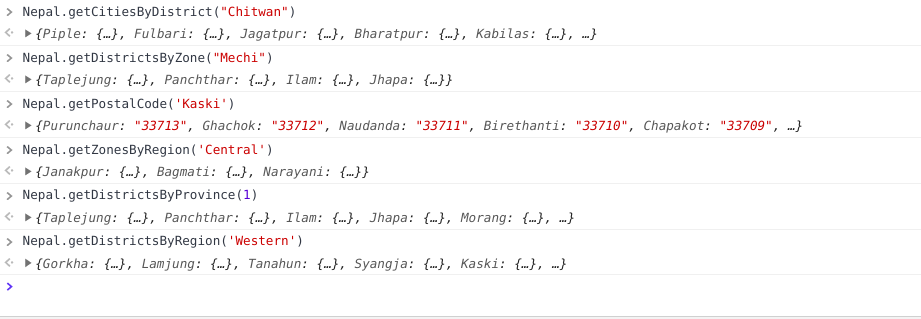 > Nepal.getCitiesByDistrict("Chitwan")
<· ▶{Piple: {…}, Fulbari: {…}, Jagatpur: {…}, Bharatpur: {…}, Kabilas: {…}, …}
> Nepal.getDistrictsByZone("Mechi")
<· ▶{Taplejung: {…}, Panchthar: {…}, Ilam: {…}, Jhapa: {…}}
> Nepal.getPostalCode('Kaski')
<· ▶{Purunchaur: "33713", Ghachok: "33712", Naudanda: "33711", Birethanti: "33710", Chapakot: "33709", …}
> Nepal.getZonesByRegion('Central')
<· ▶{Janakpur: {…}, Bagmati: {…}, Narayani: {…}}
> Nepal.getDistrictsByProvince(1)
<· ▶{Taplejung: {…}, Panchthar: {…}, Ilam: {…}, Jhapa: {…}, Morang: {…}, …}
> Nepal.getDistrictsByRegion('Western')
<· ▶{Gorkha: {…}, Lamjung: {…}, Tanahun: {…}, Syangja: {…}, Kaski: {…}, …}
>